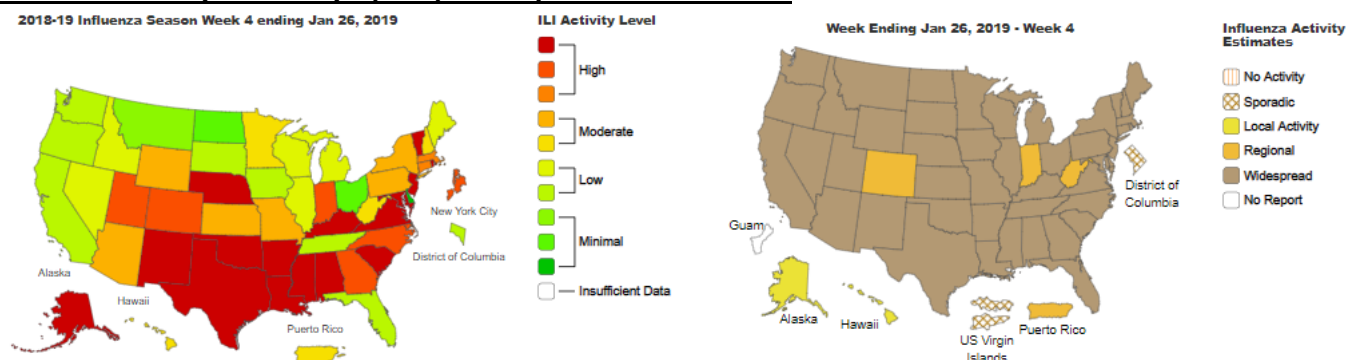 2018-19 Influenza Season Week 4 ending Jan 26, 2019
ILI Activity Level
High
Moderate
Low
Minimal
Insufficient Data
New York City
District of Columbia
Alaska
Hawaii
Puerto Rico
Week Ending Jan 26, 2019 - Week 4
Influenza Activity
Estimates
No Activity
Sporadic
Local Activity
Regional
Widespread
No Report
District of
Columbia
Guam
Alaska
Hawaii
US Virgin
Islands
Puerto Rico